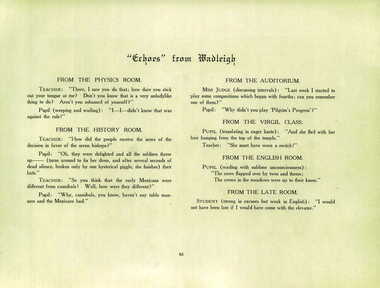 "Echoes" from Wadleigh
FROM THE PHYSICS ROOM.
TEACHER: "There, I saw you do that; how dare you stick
out your tongue at me? Don't you know that is a very unladylike
thing to do? Aren't you ashamed of yourself?"
Pupil (weeping and wailing): "I—I—didn't know that was
against the rule!"
FROM THE HISTORY ROOM.
TEACHER: "How did the people receive the news of the
decision in favor of the seven bishops?"
Pupil: "Oh, they were delighted and all the soldiers threw
up—— (turns around to far door, and after several seconds of
dead silence, broken only by one hysterical giggle, she finishes) their
hats."
TEACHER: "So you think that the early Mexicans were
different from cannibals? Well, how were they different?"
Pupil: "Why, cannibals, you know, haven't any table man-
ners and the Mexicans had."
FROM THE AUDITORIUM.
MISS JUDGE (discussing intervals): "Last week I started to
play some compositions which began with fourths; can you remember
one of them?"
Pupil: "Why didn't you play 'Pilgrim's Progress'?"
FROM THE VIRGIL CLASS.
PUPIL (translating in eager haste): "And she fled with her
hair hanging from the top of the temple."
Teacher: "She must have worn a switch!"
FROM THE ENGLISH ROOM.
PUPIL (reading with sublime unconsciousness):
"The crows flapped over by twos and threes;
The cowes in the meadows were up to their knees."
FROM THE LATE ROOM.
STUDENT (strong in excuses but weak in English): "I would
not have been late if I would have come with the elevator."